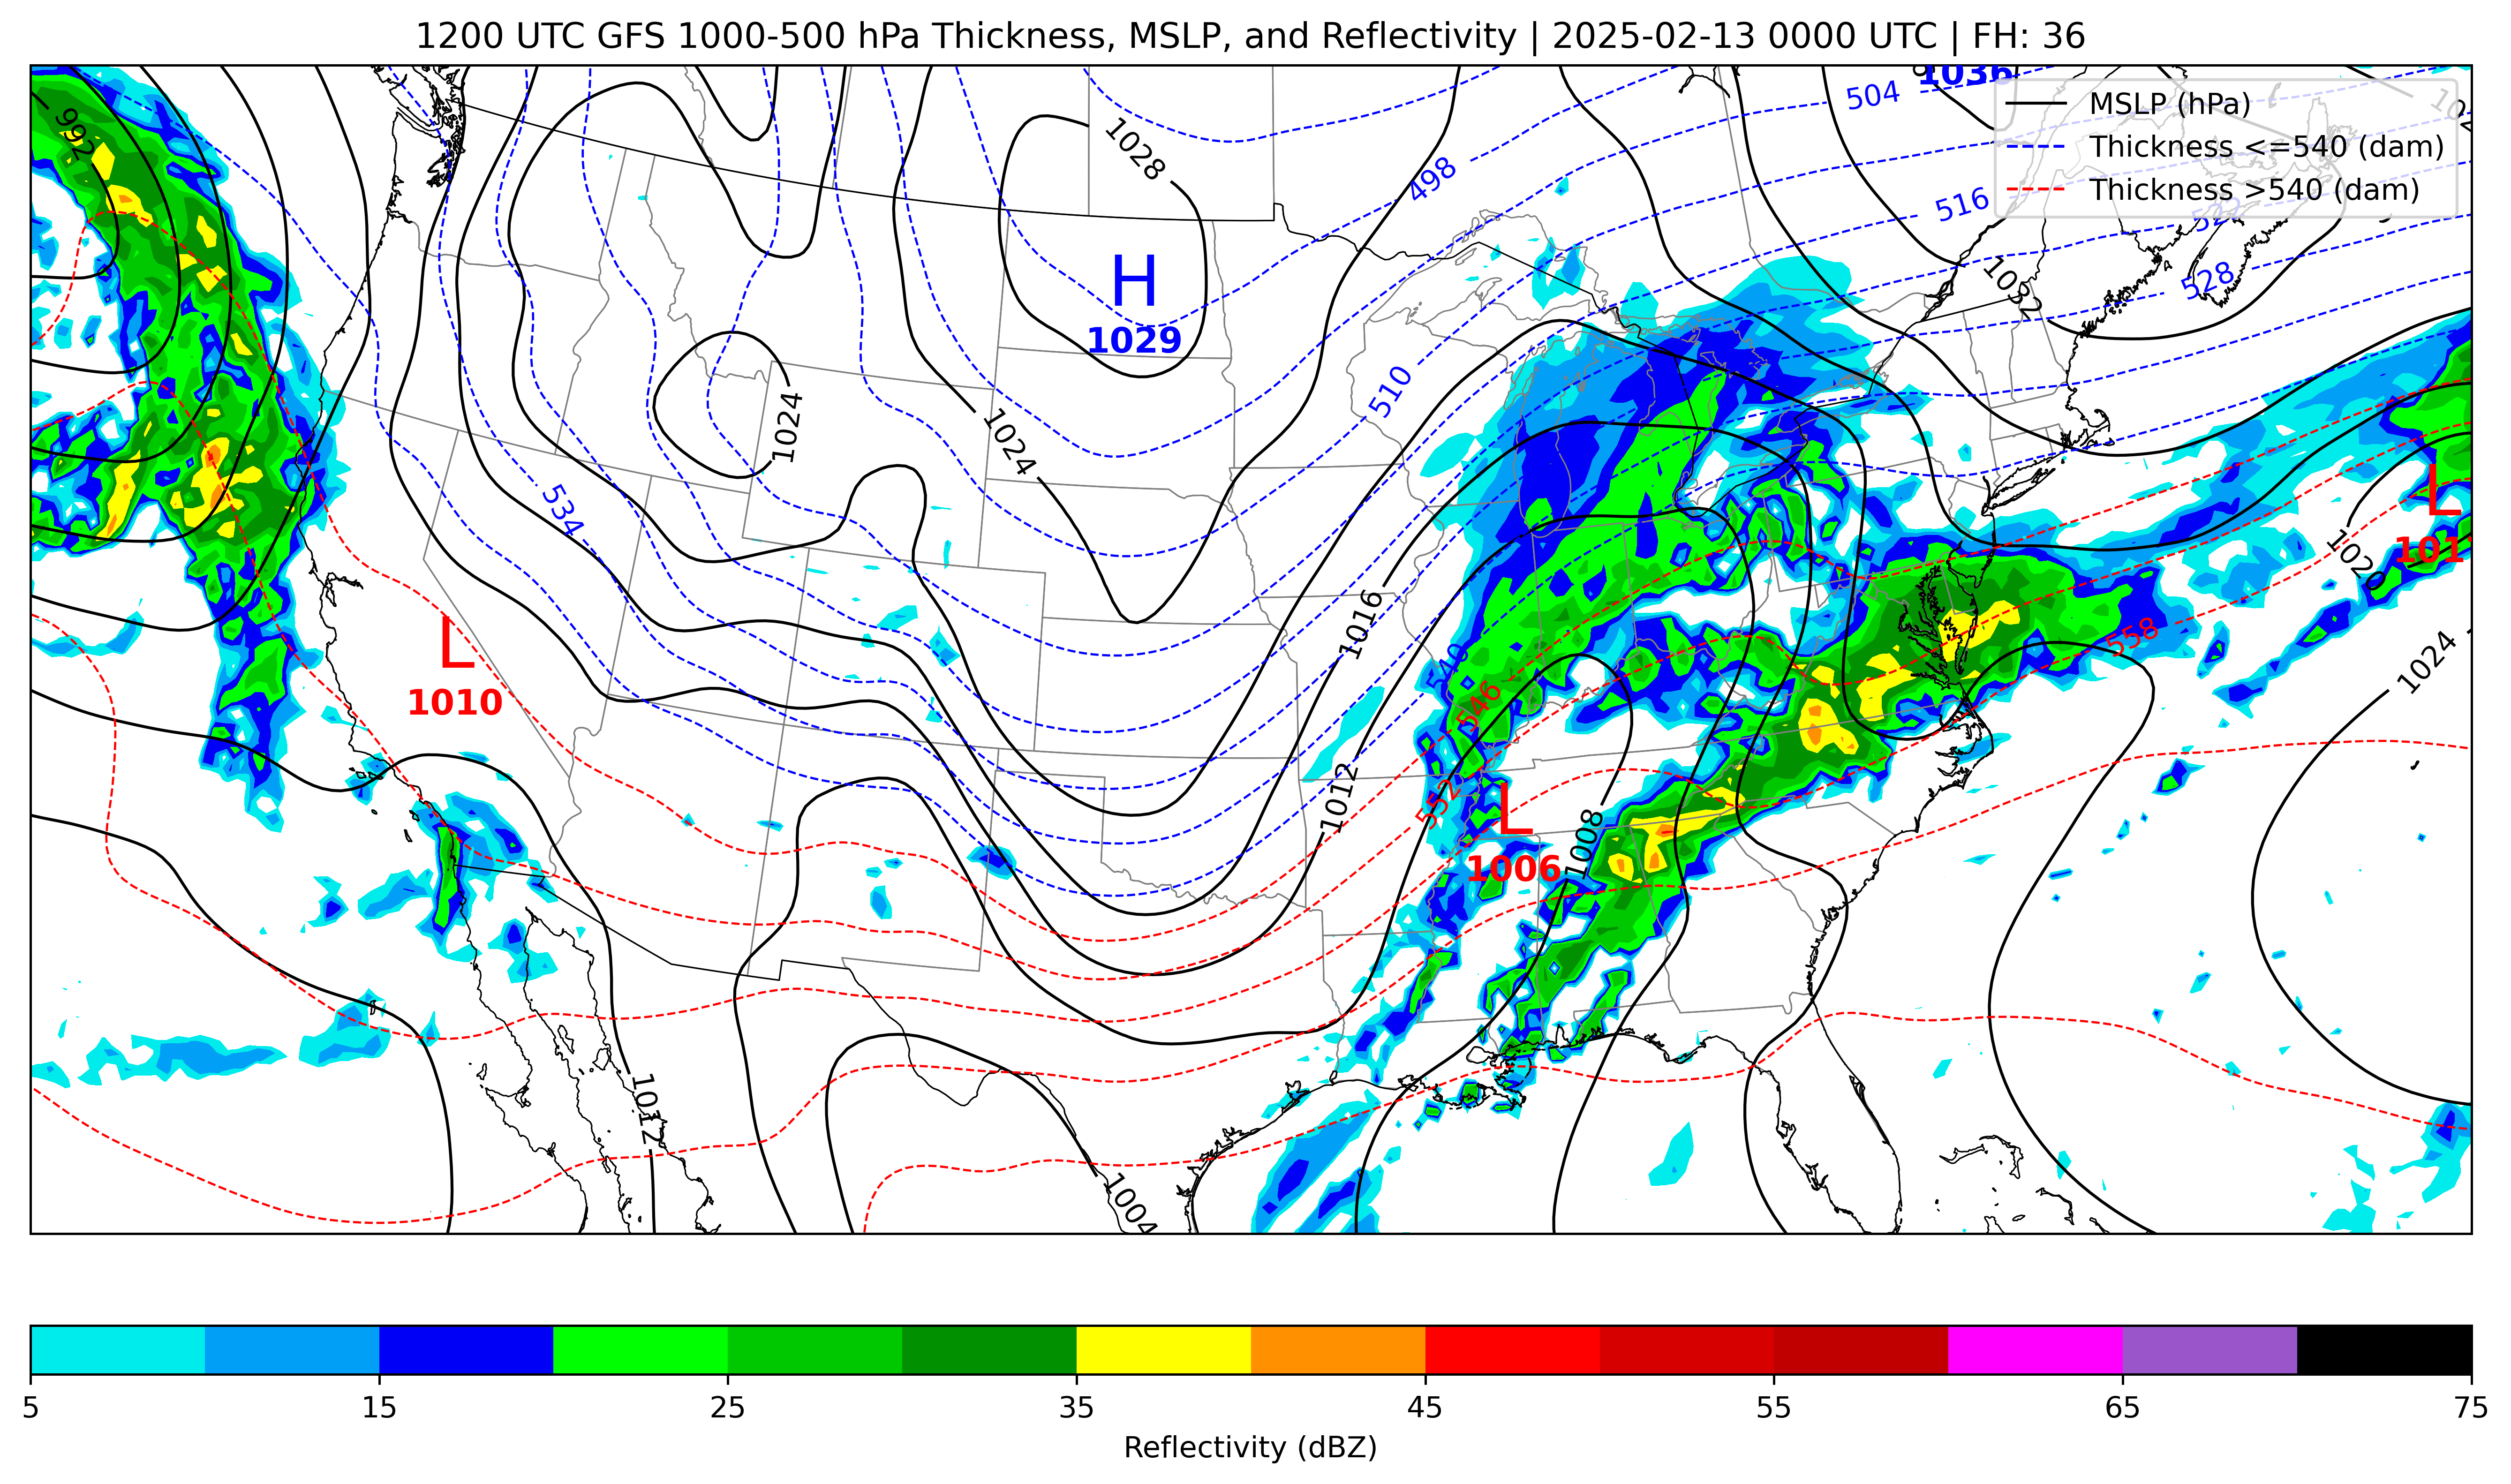 1200 UTC GFS 1000-500 hPa Thickness, MSLP, and Reflectivity | 2025-02-13 0000 UTC | FH: 36
1036
MSLP (hPa)
Thickness <=540 (dam)
Thickness >540 (dam)
992
1028
504
498
516
522
528
1032
H
1029
510
1024
1024
534
L
101
1020
1016
558
1024
540
546
L
1010
1012
552
L
1006
1008
1012
1004
5 15 25 35 45 55 65 75
Reflectivity (dBZ)